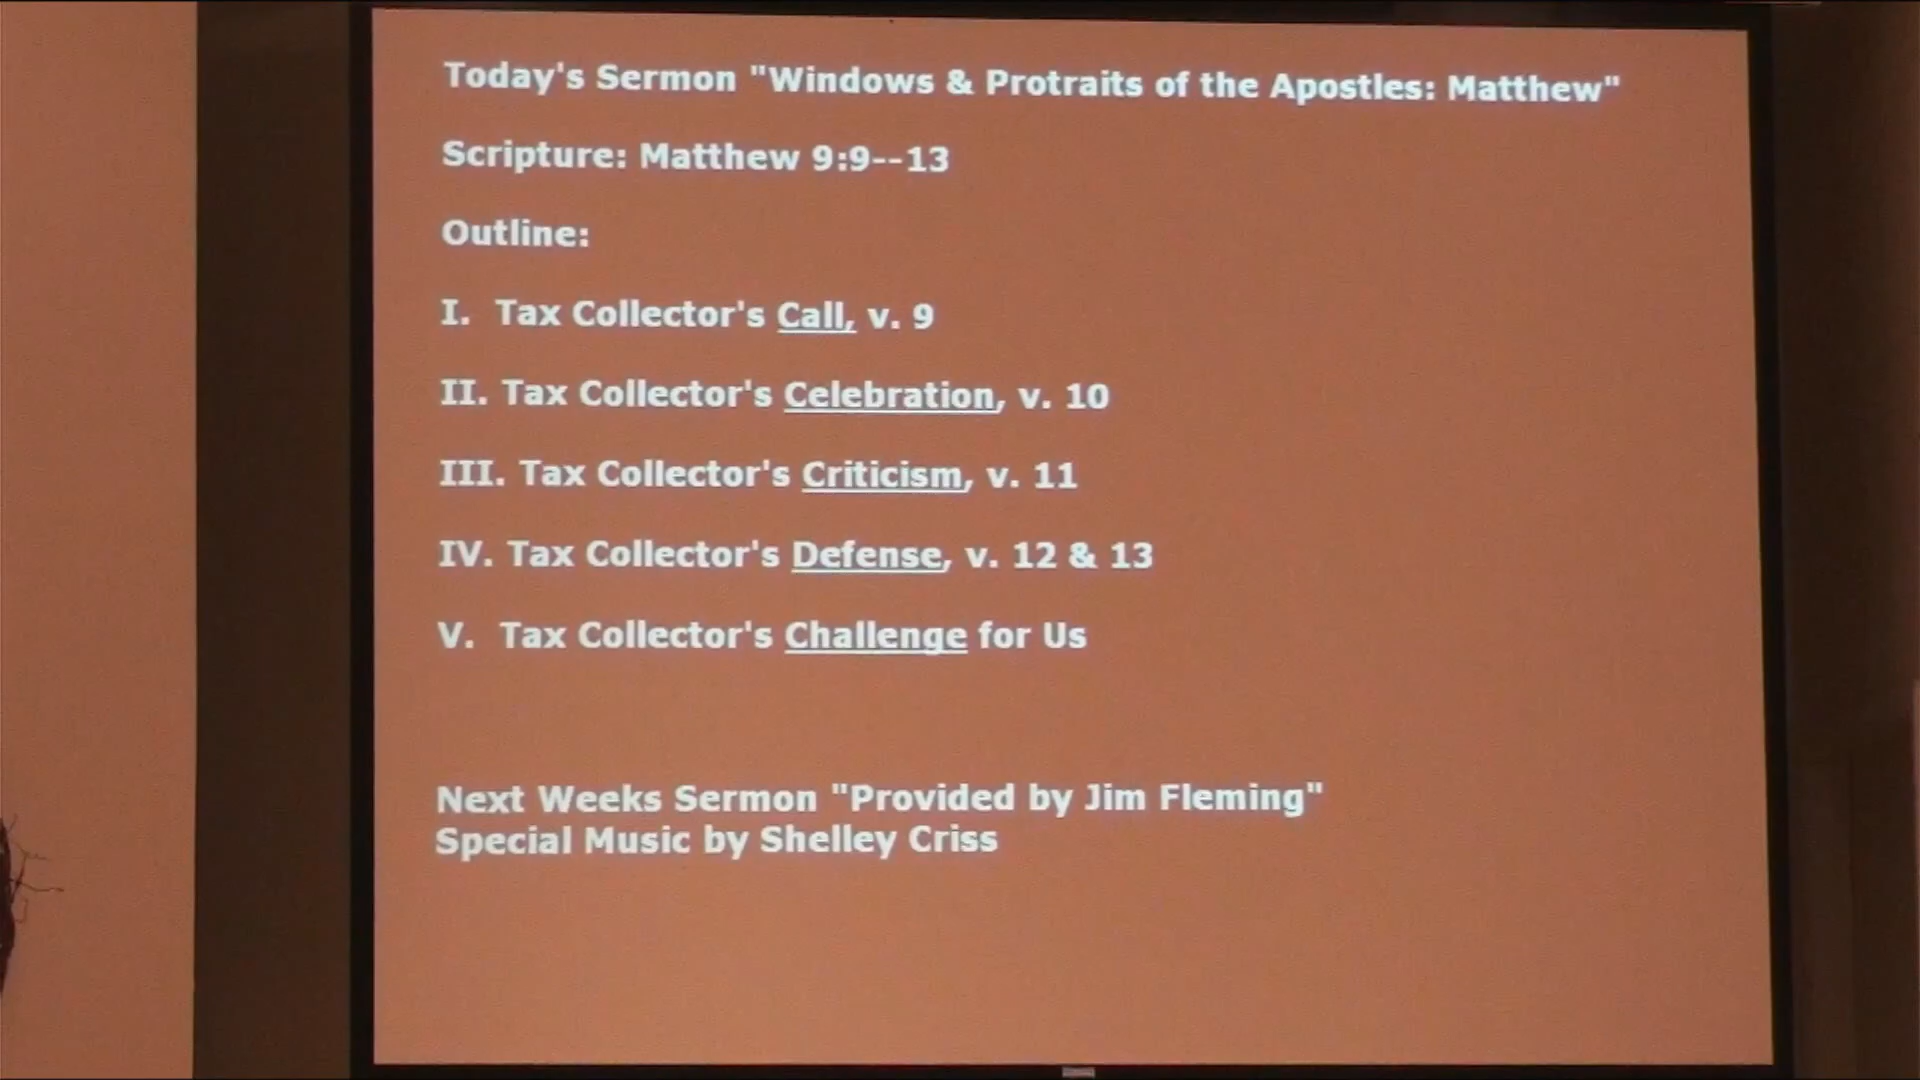 Today's Sermon "Windows & Protraits of the Apostles: Matthew"
Scripture: Matthew 9:9--13
Outline:
I. Tax Collector's Call, v. 9
II. Tax Collector's Celebration, v. 10
III. Tax Collector's Criticism, v. 11
IV. Tax Collector's Defense, v. 12 & 13
V. Tax Collector's Challenge for Us
Next Weeks Sermon "Provided by Jim Fleming"
Special Music by Shelley Criss